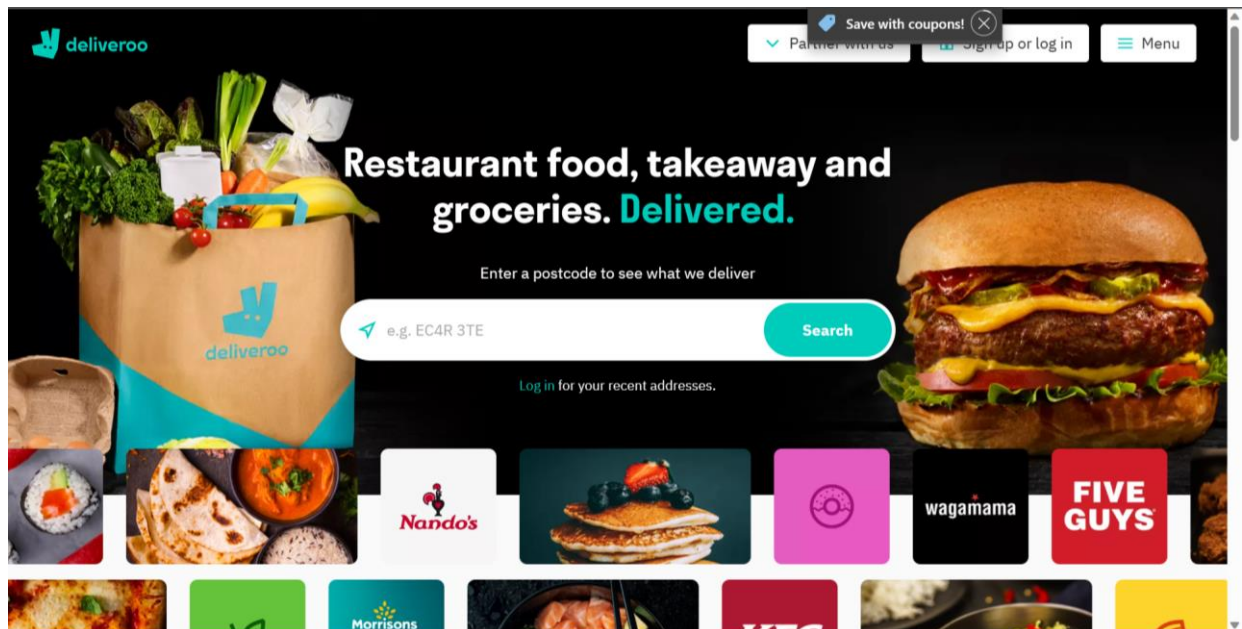 Save with coupons!
deliveroo
Partner with us
Sign up or log in
Menu
Restaurant food, takeaway and
groceries. Delivered.
Enter a postcode to see what we deliver
e.g. EC4R 3TE
Search
deliveroo
Log in for your recent addresses.
Nando's
wagamama
FIVE
GUYS
Morrisons
KFC